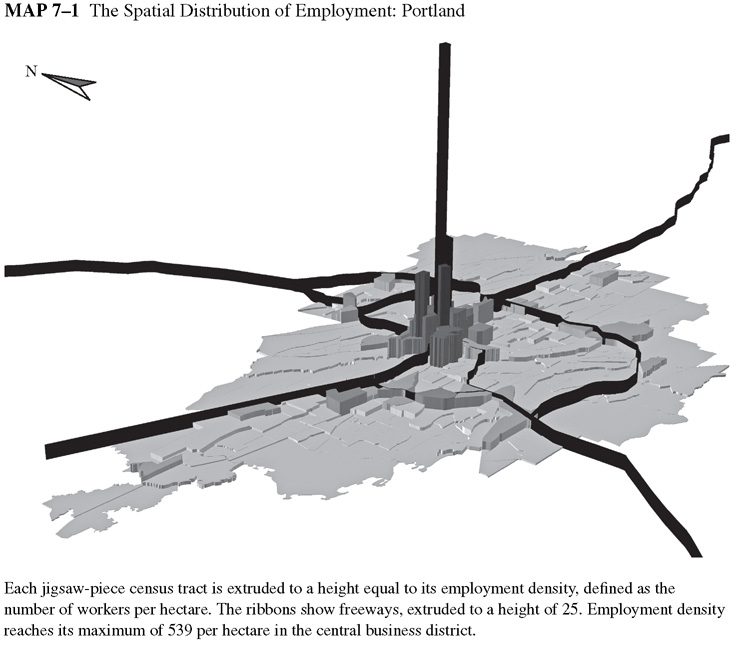 MAP 7–1 The Spatial Distribution of Employment: Portland
N
Each jigsaw-piece census tract is extruded to a height equal to its employment density, defined as the
number of workers per hectare. The ribbons show freeways, extruded to a height of 25. Employment density
reaches its maximum of 539 per hectare in the central business district.